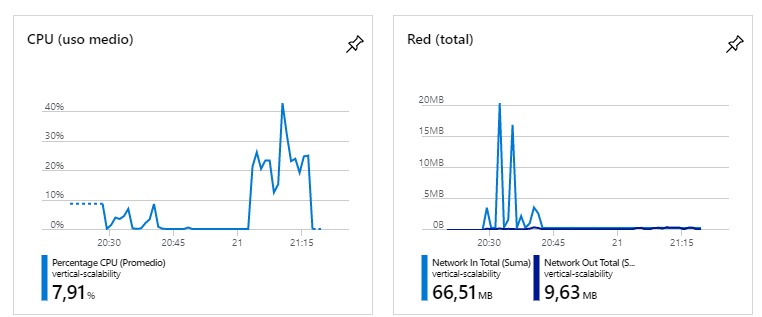 CPU (uso medio)
40%
30%
20%
10%
0%
20:30 20:45 21 21:15
Percentage CPU (Promedio)
vertical-scalability
7,91 %
Red (total)
20MB
15MB
10MB
5MB
0B
20:30 20:45 21 21:15
Network In Total (Suma)
vertical-scalability
66,51 MB
Network Out Total (S...
vertical-scalability
9,63 MB